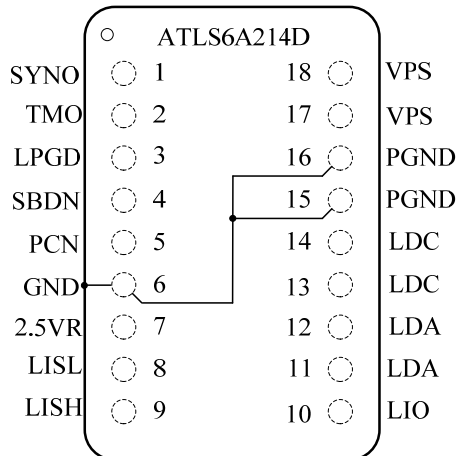 ATLS6A214D
SYNO 1 18 VPS
TMO 2 17 VPS
LPGD 3 16 PGND
SBDN 4 15 PGND
PCN 5 14 LDC
GND 6 13 LDC
2.5VR 7 12 LDA
LISL 8 11 LDA
LISH 9 10 LIO